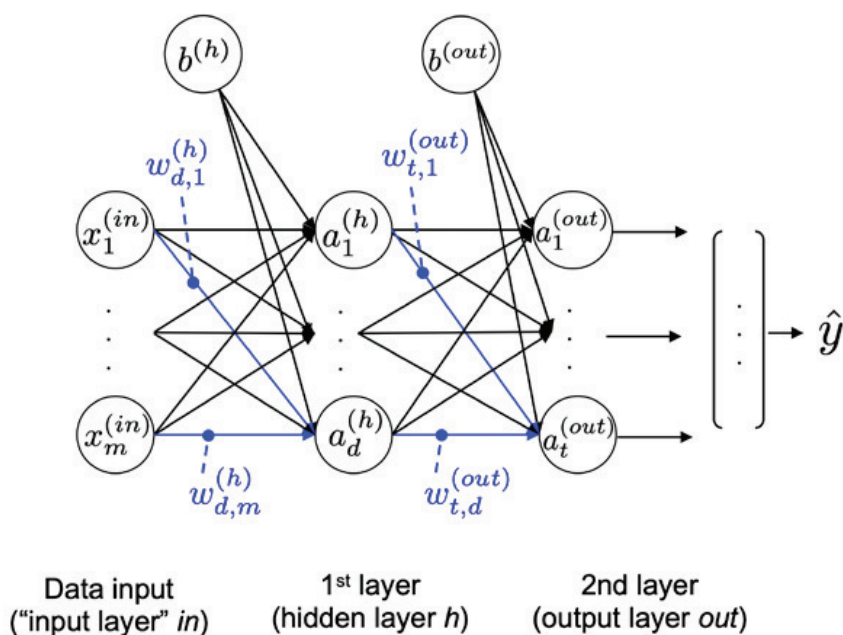 b^{(h)} b^{(out)}
w_{d,1}^{(h)} w_{t,1}^{(out)}
x_1^{(in)} a_1^{(h)} a_1^{(out)}
ŷ
x_m^{(in)} a_d^{(h)} a_t^{(out)}
w_{d,m}^{(h)} w_{t,d}^{(out)}
Data input
(“input layer” in)
1st layer
(hidden layer h)
2nd layer
(output layer out)